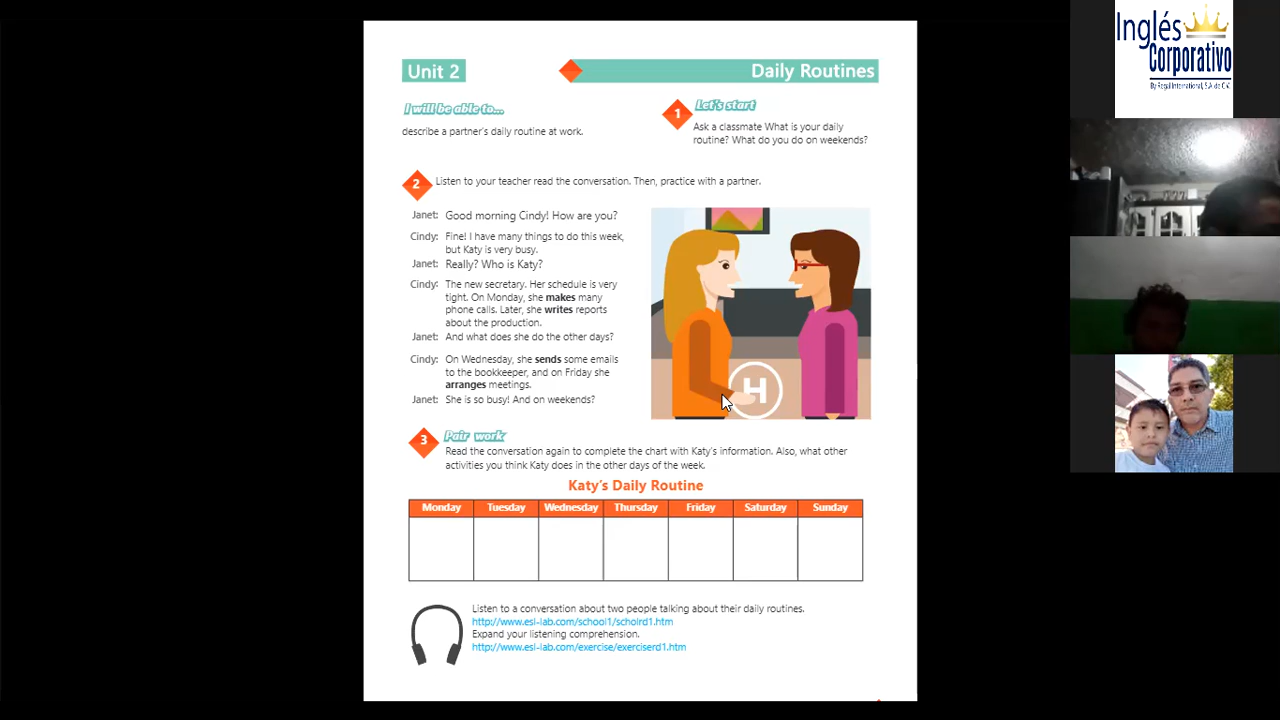 Unit 2
Daily Routines
I will be able to...
describe a partner's daily routine at work.
1
Let's start
Ask a classmate What is your daily
routine? What do you do on weekends?
2
Listen to your teacher read the conversation. Then, practice with a partner.
Janet: Good morning Cindy! How are you?
Cindy: Fine! I have many things to do this week,
but Katy is very busy.
Janet: Really? Who is Katy?
Cindy: The new secretary. Her schedule is very
tight. On Monday, she makes many
phone calls. Later, she writes reports
about the production.
Janet: And what does she do the other days?
Cindy: On Wednesday, she sends some emails
to the bookkeeper, and on Friday she
arranges meetings.
Janet: She is so busy! And on weekends?
H
3
Pair work
Read the conversation again to complete the chart with Katy's information. Also, what other
activities you think Katy does in the other days of the week.
Katy's Daily Routine
Monday Tuesday Wednesday Thursday Friday Saturday Sunday
Listen to a conversation about two people talking about their daily routines.
http://www.esl-lab.com/school1/scholrd1.htm
Expand your listening comprehension.
http://www.esl-lab.com/exercise/exerciserd1.htm
Inglés
Corporativo
By Regal International, S.A. de C.V.